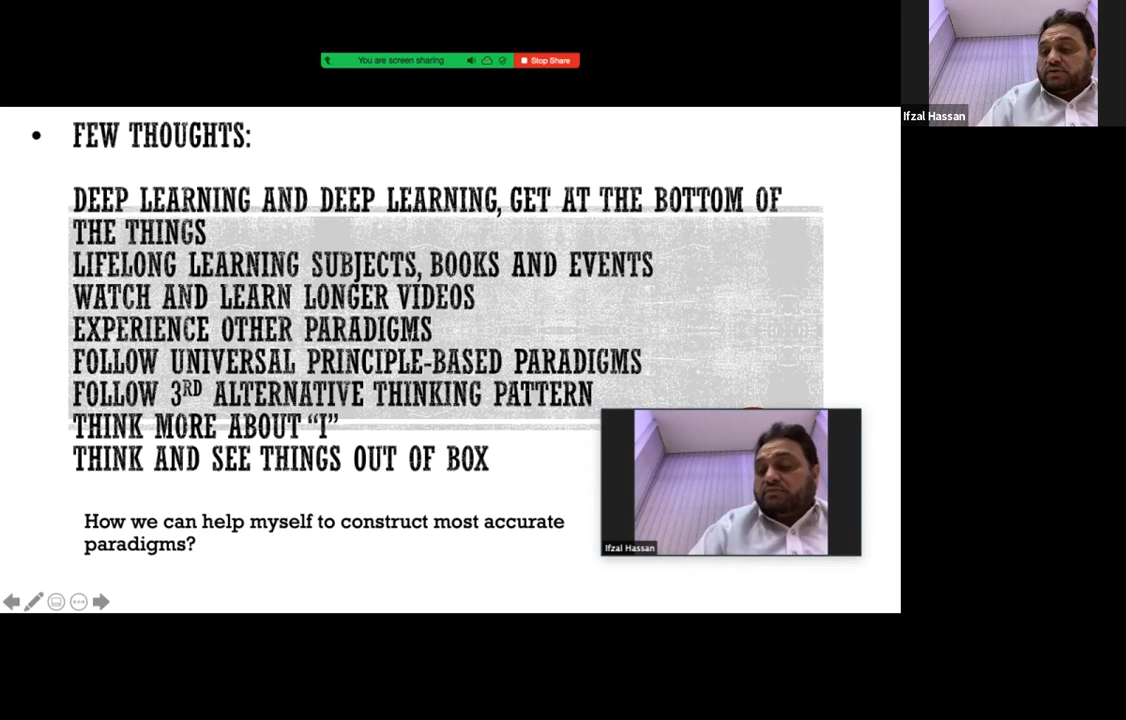 You are screen sharing
Stop Share
Ifzal Hassan
• FEW THOUGHTS:
DEEP LEARNING AND DEEP LEARNING, GET AT THE BOTTOM OF
THE THINGS
LIFELONG LEARNING SUBJECTS, BOOKS AND EVENTS
WATCH AND LEARN LONGER VIDEOS
EXPERIENCE OTHER PARADIGMS
FOLLOW UNIVERSAL PRINCIPLE-BASED PARADIGMS
FOLLOW 3RD ALTERNATIVE THINKING PATTERN
THINK MORE ABOUT “I”
THINK AND SEE THINGS OUT OF BOX
How we can help myself to construct most accurate
paradigms?
Ifzal Hassan